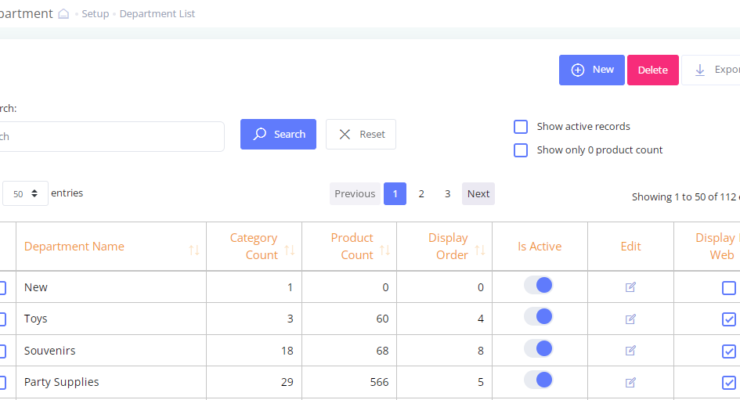 partment Setup Department List
New Delete Expor
rch:
ch Search Reset
Show active records
Show only 0 product count
50 entries Previous 1 2 3 Next Showing 1 to 50 of 112 e
Department Name Category Count Product Count Display Order Is Active Edit Display Web
New 1 0 0
Toys 3 60 4
Souvenirs 18 68 8
Party Supplies 29 566 5